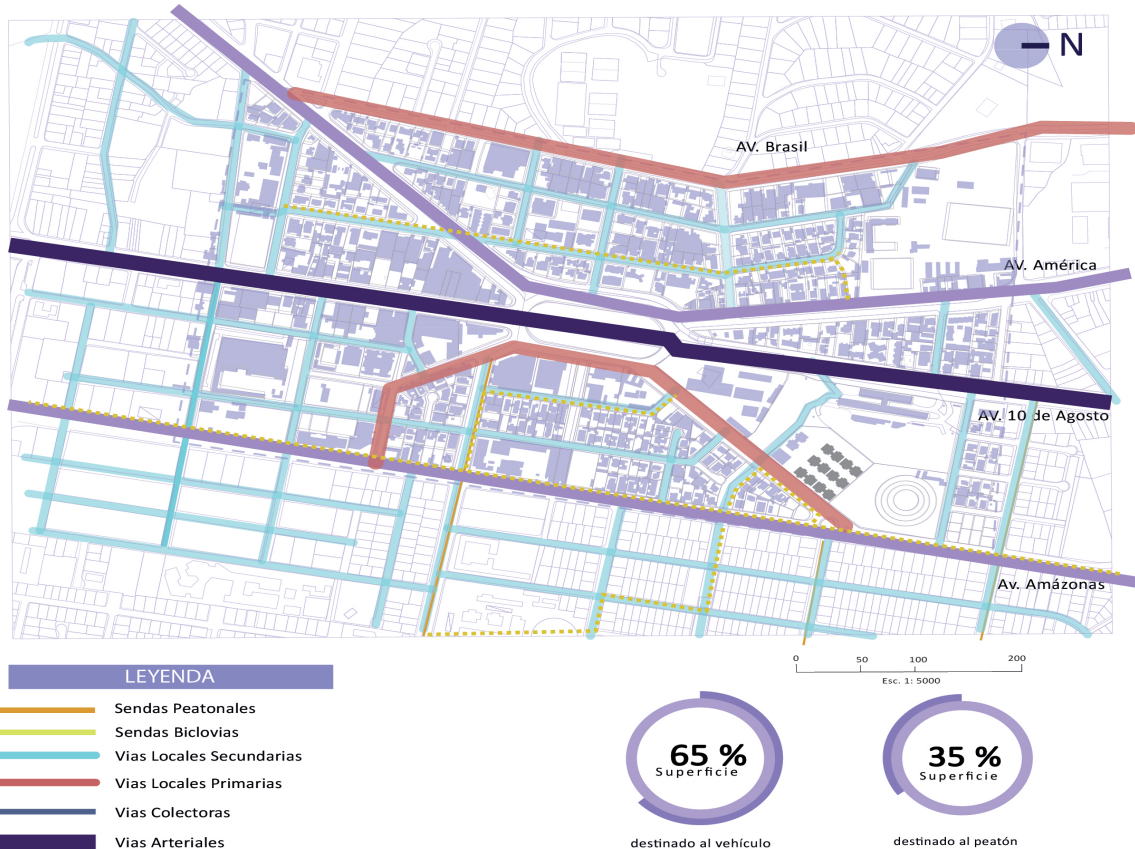 N
AV. Brasil
AV. América
AV. 10 de Agosto
Av. Amázonas
0 50 100 200
Esc. 1: 5000
LEYENDA
Sendas Peatonales
Sendas Biclovias
Vias Locales Secundarias
Vias Locales Primarias
Vias Colectoras
Vias Arteriales
65 %
Superficie
destinado al vehículo
35 %
Superficie
destinado al peatón